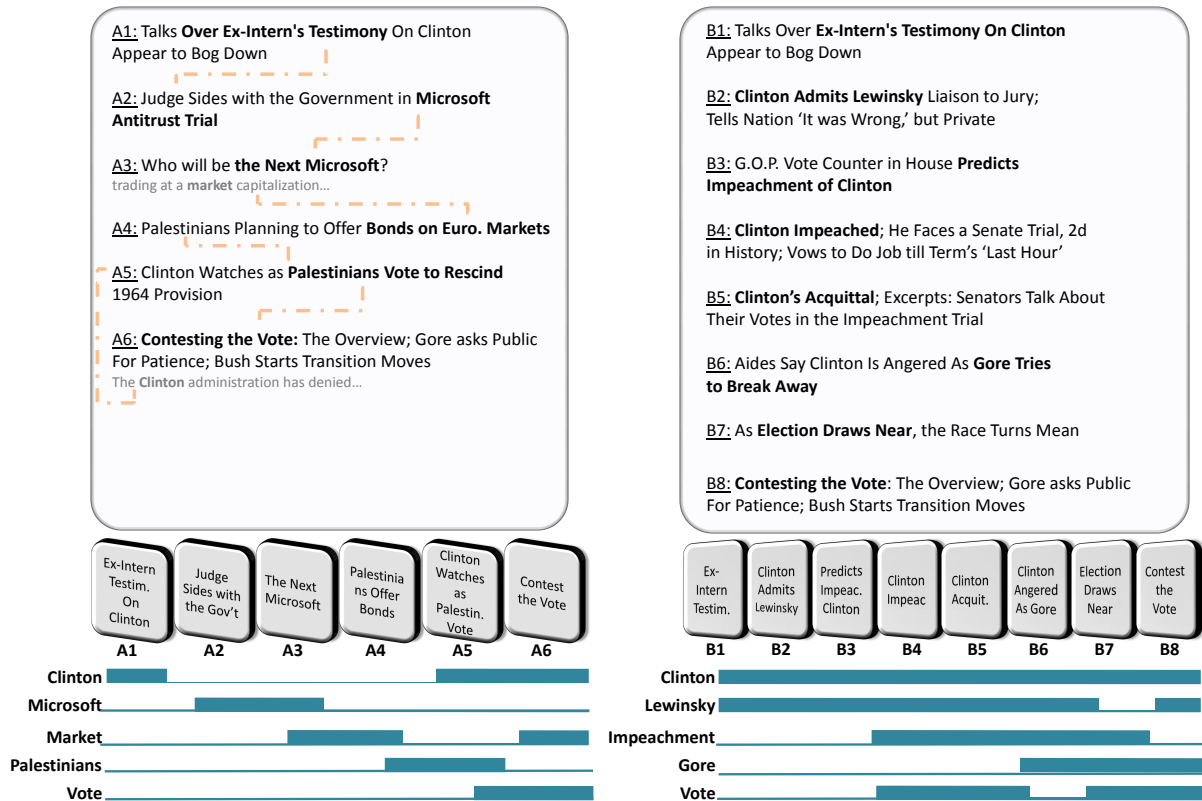 A1: Talks Over Ex-Intern's Testimony On Clinton
Appear to Bog Down
A2: Judge Sides with the Government in Microsoft
Antitrust Trial
A3: Who will be the Next Microsoft?
trading at a market capitalization…
A4: Palestinians Planning to Offer Bonds on Euro. Markets
A5: Clinton Watches as Palestinians Vote to Rescind
1964 Provision
A6: Contesting the Vote: The Overview; Gore asks Public
For Patience; Bush Starts Transition Moves
The Clinton administration has denied…
Ex-Intern
Testim.
On
Clinton
Judge
Sides with
the Gov't
The Next
Microsoft
Palestinia
ns Offer
Bonds
Clinton
Watches
as
Palestin.
Vote
Contest
the Vote
A1 A2 A3 A4 A5 A6
Clinton
Microsoft
Market
Palestinians
Vote
B1: Talks Over Ex-Intern's Testimony On Clinton
Appear to Bog Down
B2: Clinton Admits Lewinsky Liaison to Jury;
Tells Nation ‘It was Wrong,’ but Private
B3: G.O.P. Vote Counter in House Predicts
Impeachment of Clinton
B4: Clinton Impeached; He Faces a Senate Trial, 2d
in History; Vows to Do Job till Term’s ‘Last Hour’
B5: Clinton’s Acquittal; Excerpts: Senators Talk About
Their Votes in the Impeachment Trial
B6: Aides Say Clinton Is Angered As Gore Tries
to Break Away
B7: As Election Draws Near, the Race Turns Mean
B8: Contesting the Vote: The Overview; Gore asks Public
For Patience; Bush Starts Transition Moves
Ex-
Intern
Testim.
Clinton
Admits
Lewinsky
Predicts
Impeac.
Clinton
Clinton
Impeac
Clinton
Acquit.
Clinton
Angered
As Gore
Election
Draws
Near
Contest
the
Vote
B1 B2 B3 B4 B5 B6 B7 B8
Clinton
Lewinsky
Impeachment
Gore
Vote